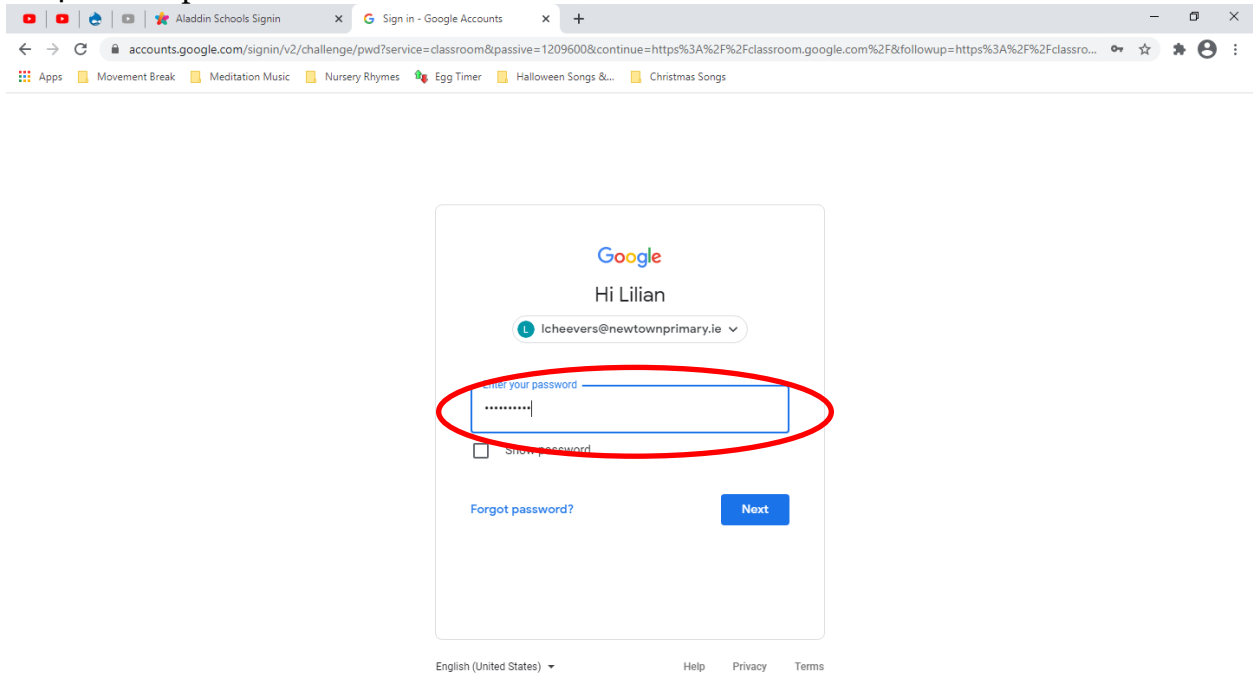 Aladdin Schools Signin
Sign in - Google Accounts
accounts.google.com/signin/v2/challenge/pwd?service=classroom&passive=1209600&continue=https%3A%2F%2Fclassroom.google.com%2F&followup=https%3A%2F%2Fclassro...
Apps Movement Break Meditation Music Nursery Rhymes Egg Timer Halloween Songs &... Christmas Songs
Google
Hi Lilian
L lcheevers@newtownprimary.ie
Enter your password
••••••••••
Show password
Forgot password? Next
English (United States) Help Privacy Terms